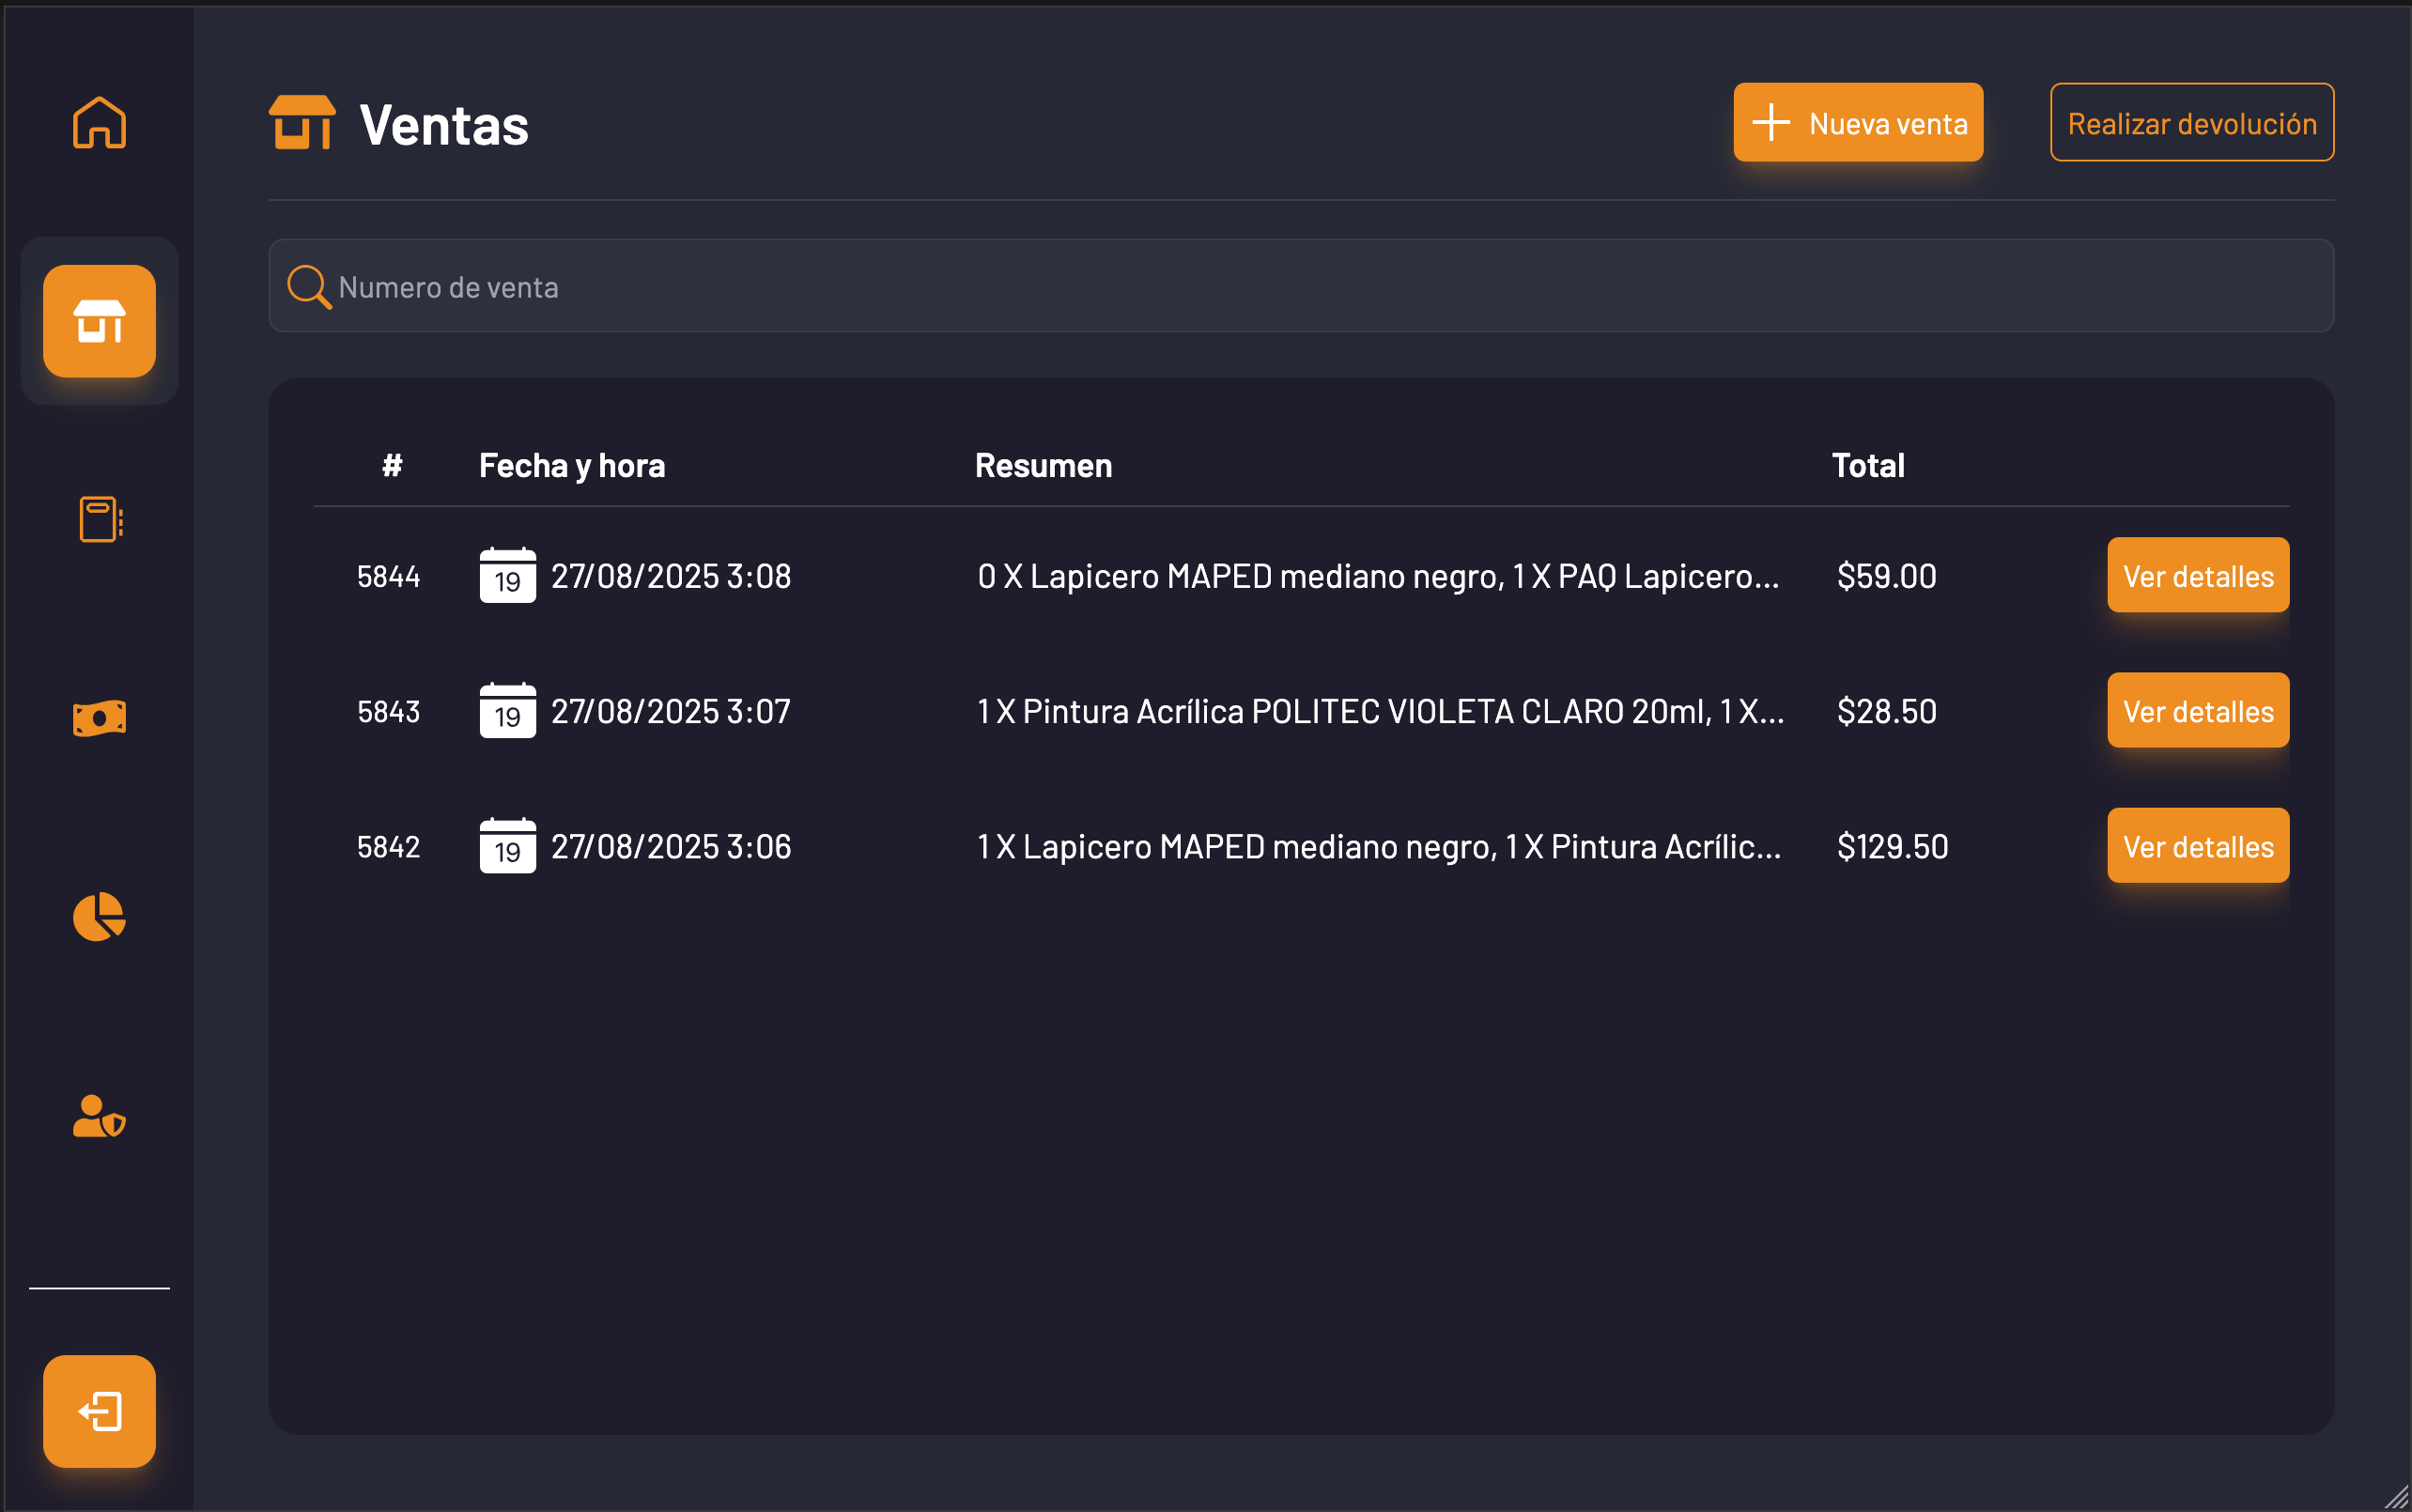 Ventas
Nueva venta
Realizar devolución
Numero de venta
# Fecha y hora Resumen Total
5844 19 27/08/2025 3:08 0 X Lapicero MAPED mediano negro, 1 X PAQ Lapicero... $59.00 Ver detalles
5843 19 27/08/2025 3:07 1 X Pintura Acrílica POLITEC VIOLETA CLARO 20ml, 1 X... $28.50 Ver detalles
5842 19 27/08/2025 3:06 1 X Lapicero MAPED mediano negro, 1 X Pintura Acrílic... $129.50 Ver detalles